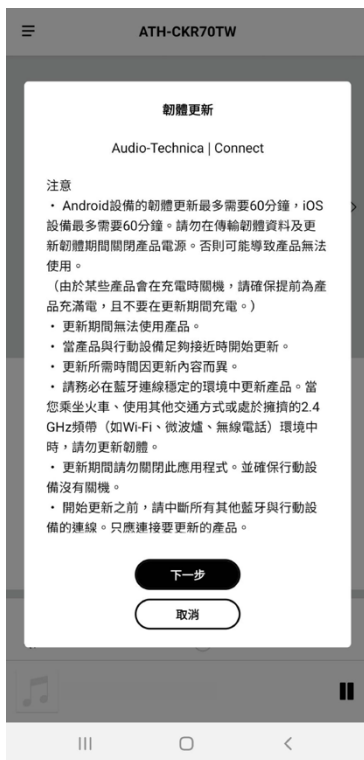 ATH-CKR70TW
韌體更新
Audio-Technica | Connect
注意
・ Android設備的韌體更新最多需要60分鐘，iOS
設備最多需要60分鐘。請勿在傳輸韌體資料及更
新韌體期間關閉產品電源。否則可能導致產品無法
使用。
（由於某些產品會在充電時關機，請確保提前為產
品充滿電，且不要在更新期間充電。）
・ 更新期間無法使用產品。
・ 當產品與行動設備足夠接近時開始更新。
・ 更新所需時間因更新內容而異。
・ 請務必在藍牙連線穩定的環境中更新產品。當
您乘坐火車、使用其他交通方式或處於擁擠的2.4
GHz頻帶（如Wi-Fi、微波爐、無線電話）環境中
時，請勿更新韌體。
・ 更新期間請勿關閉此應用程式。並確保行動設
備沒有關機。
・ 開始更新之前，請中斷所有其他藍牙與行動設
備的連線。只應連接要更新的產品。
下一步
取消